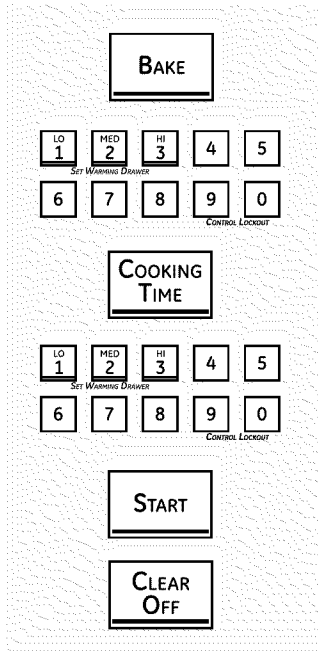 BAKE
LO MED HI
1 2 3 4 5
SET WARMING DRAWER
6 7 8 9 0
CONTROL LOCKOUT
COOKING
TIME
LO MED HI
1 2 3 4 5
SET WARMING DRAWER
6 7 8 9 0
CONTROL LOCKOUT
START
CLEAR
OFF